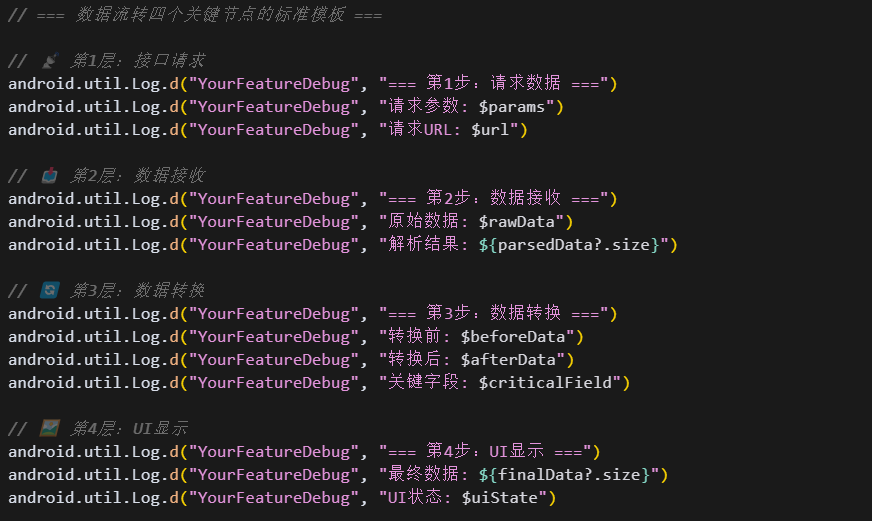 // === 数据流转四个关键节点的标准模板 ===
// 📡 第1层：接口请求
android.util.Log.d("YourFeatureDebug", "=== 第1步：请求数据 ===")
android.util.Log.d("YourFeatureDebug", "请求参数: $params")
android.util.Log.d("YourFeatureDebug", "请求URL: $url")
// 📥 第2层：数据接收
android.util.Log.d("YourFeatureDebug", "=== 第2步：数据接收 ===")
android.util.Log.d("YourFeatureDebug", "原始数据: $rawData")
android.util.Log.d("YourFeatureDebug", "解析结果: ${parsedData?.size}")
// 🔄 第3层：数据转换
android.util.Log.d("YourFeatureDebug", "=== 第3步：数据转换 ===")
android.util.Log.d("YourFeatureDebug", "转换前: $beforeData")
android.util.Log.d("YourFeatureDebug", "转换后: $afterData")
android.util.Log.d("YourFeatureDebug", "关键字段: $criticalField")
// 🖼️ 第4层：UI显示
android.util.Log.d("YourFeatureDebug", "=== 第4步：UI显示 ===")
android.util.Log.d("YourFeatureDebug", "最终数据: ${finalData?.size}")
android.util.Log.d("YourFeatureDebug", "UI状态: $uiState")